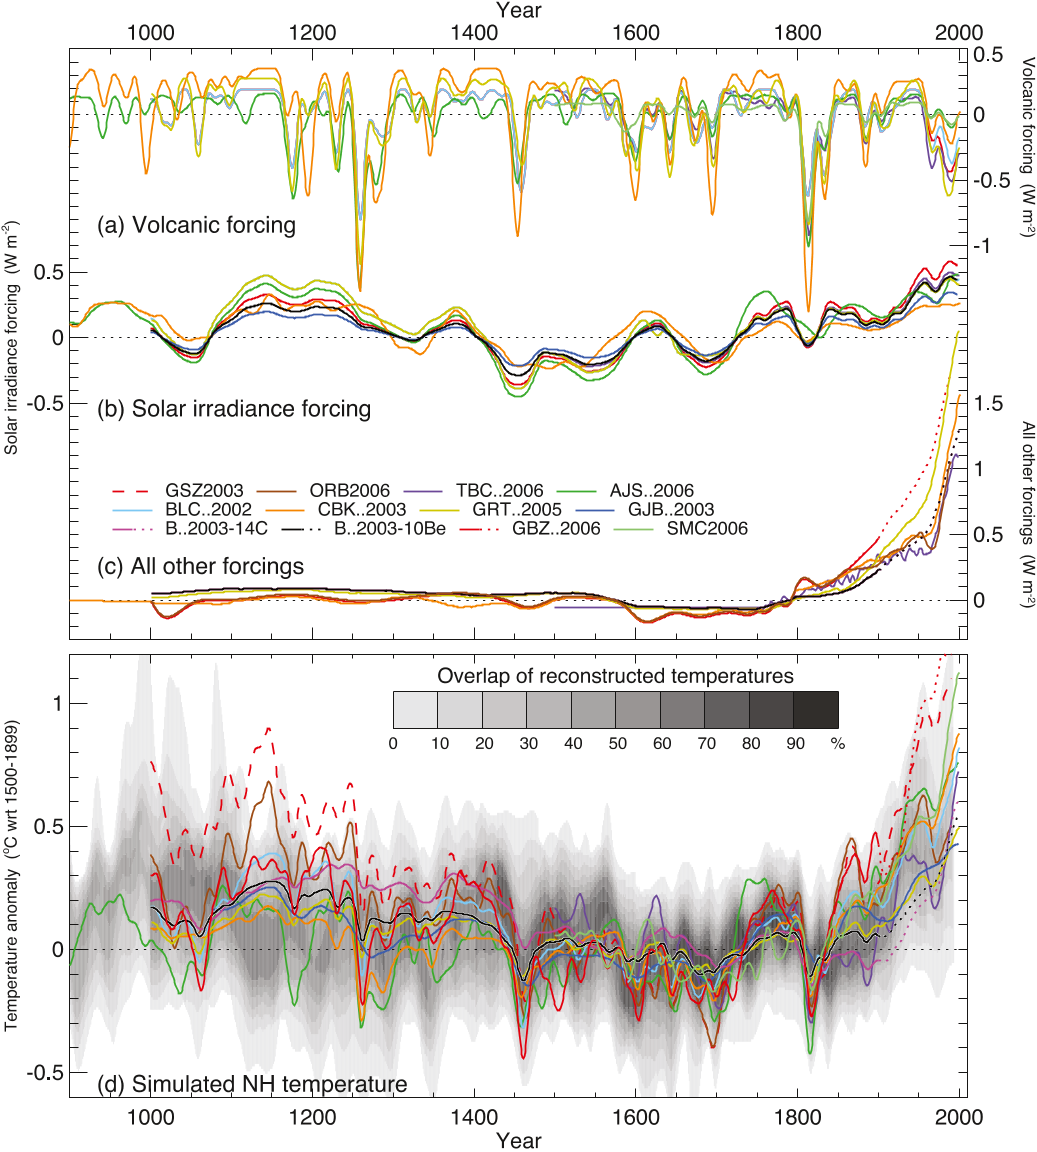 Year
1000 1200 1400 1600 1800 2000
0.5
0
-0.5
-1
Volcanic forcing (W m-2)
(a) Volcanic forcing
Solar irradiance forcing (W m-2)
0.5
0
-0.5
(b) Solar irradiance forcing
1.5
1
0.5
0
All other forcings (W m-2)
GSZ2003 ORB2006 TBC..2006 AJS..2006
BLC..2002 CBK..2003 GRT..2005 GJB..2003
B..2003-14C B..2003-10Be GBZ..2006 SMC2006
(c) All other forcings
Overlap of reconstructed temperatures
0 10 20 30 40 50 60 70 80 90 %
Temperature anomaly (°C wrt 1500-1899)
1
0.5
0
-0.5
(d) Simulated NH temperature
1000 1200 1400 1600 1800 2000
Year